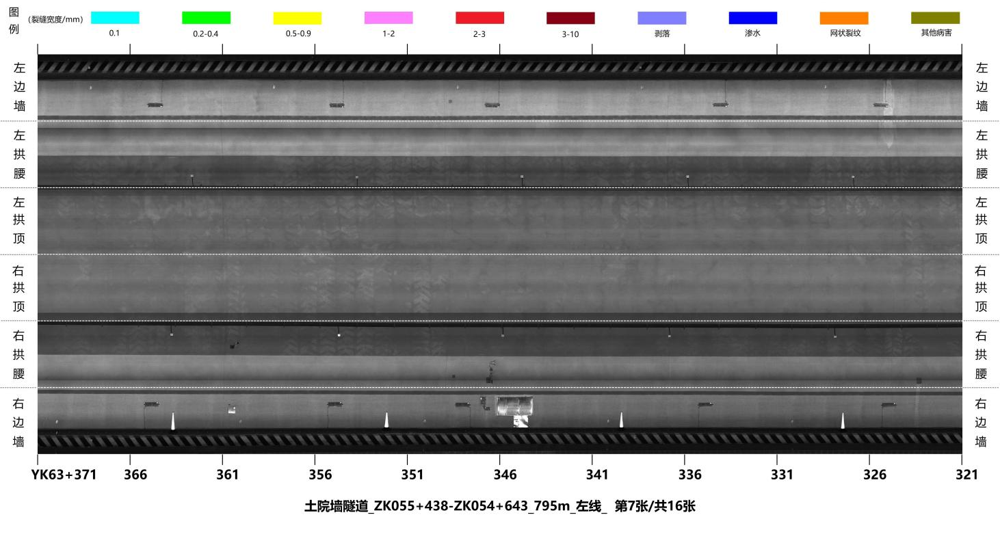 图例
(裂缝宽度/mm)
0.1
0.2-0.4
0.5-0.9
1-2
2-3
3-10
剥落
渗水
网状裂纹
其他病害
左边墙
左边墙
左拱腰
左拱腰
左拱顶
左拱顶
右拱顶
右拱顶
右拱腰
右拱腰
右边墙
右边墙
YK63+371 366 361 356 351 346 341 336 331 326 321
土院墙隧道_ZK055+438-ZK054+643_795m_左线_ 第7张/共16张